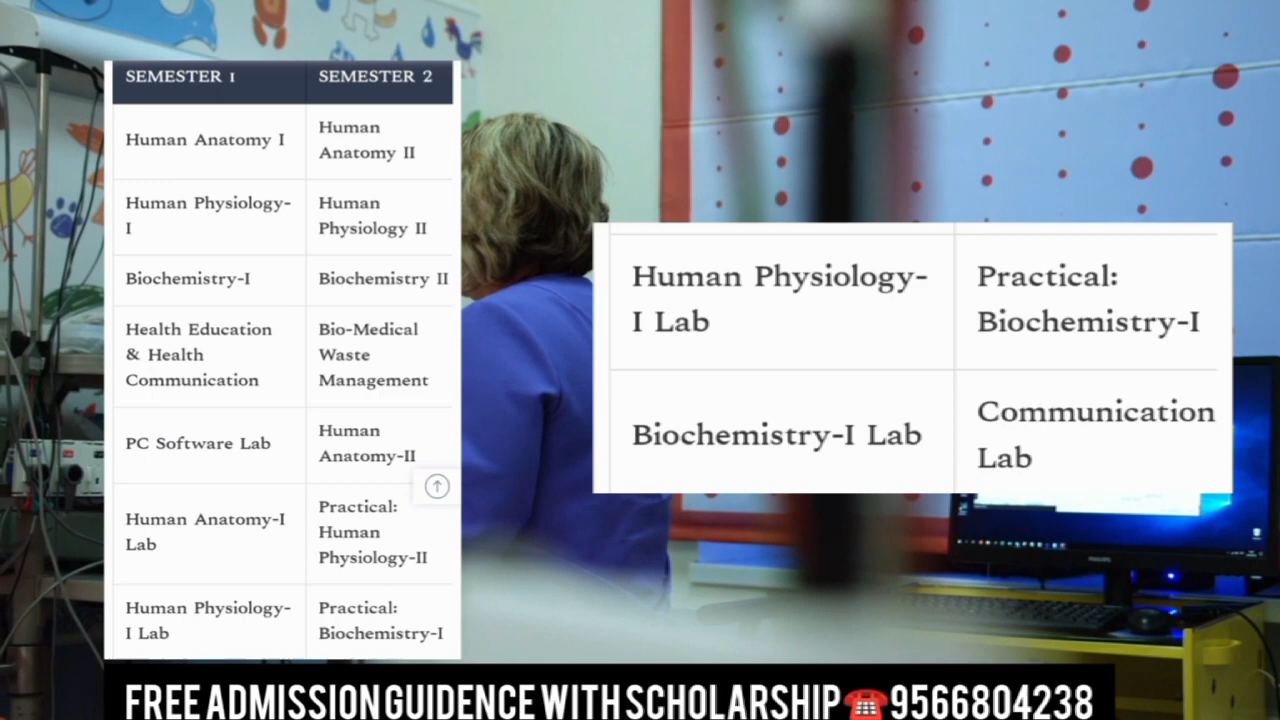 SEMESTER 1
SEMESTER 2
Human Anatomy I
Human
Anatomy II
Human Physiology-
I
Human
Physiology II
Biochemistry-I
Biochemistry II
Health Education
& Health
Communication
Bio-Medical
Waste
Management
PC Software Lab
Human
Anatomy-II
Human Anatomy-I
Lab
Practical:
Human
Physiology-II
Human Physiology-
I Lab
Practical:
Biochemistry-I
Human Physiology-
I Lab
Practical:
Biochemistry-I
Biochemistry-I Lab
Communication
Lab
PHILIPS
FREE ADMISSION GUIDENCE WITH SCHOLARSHIP☎9566804238